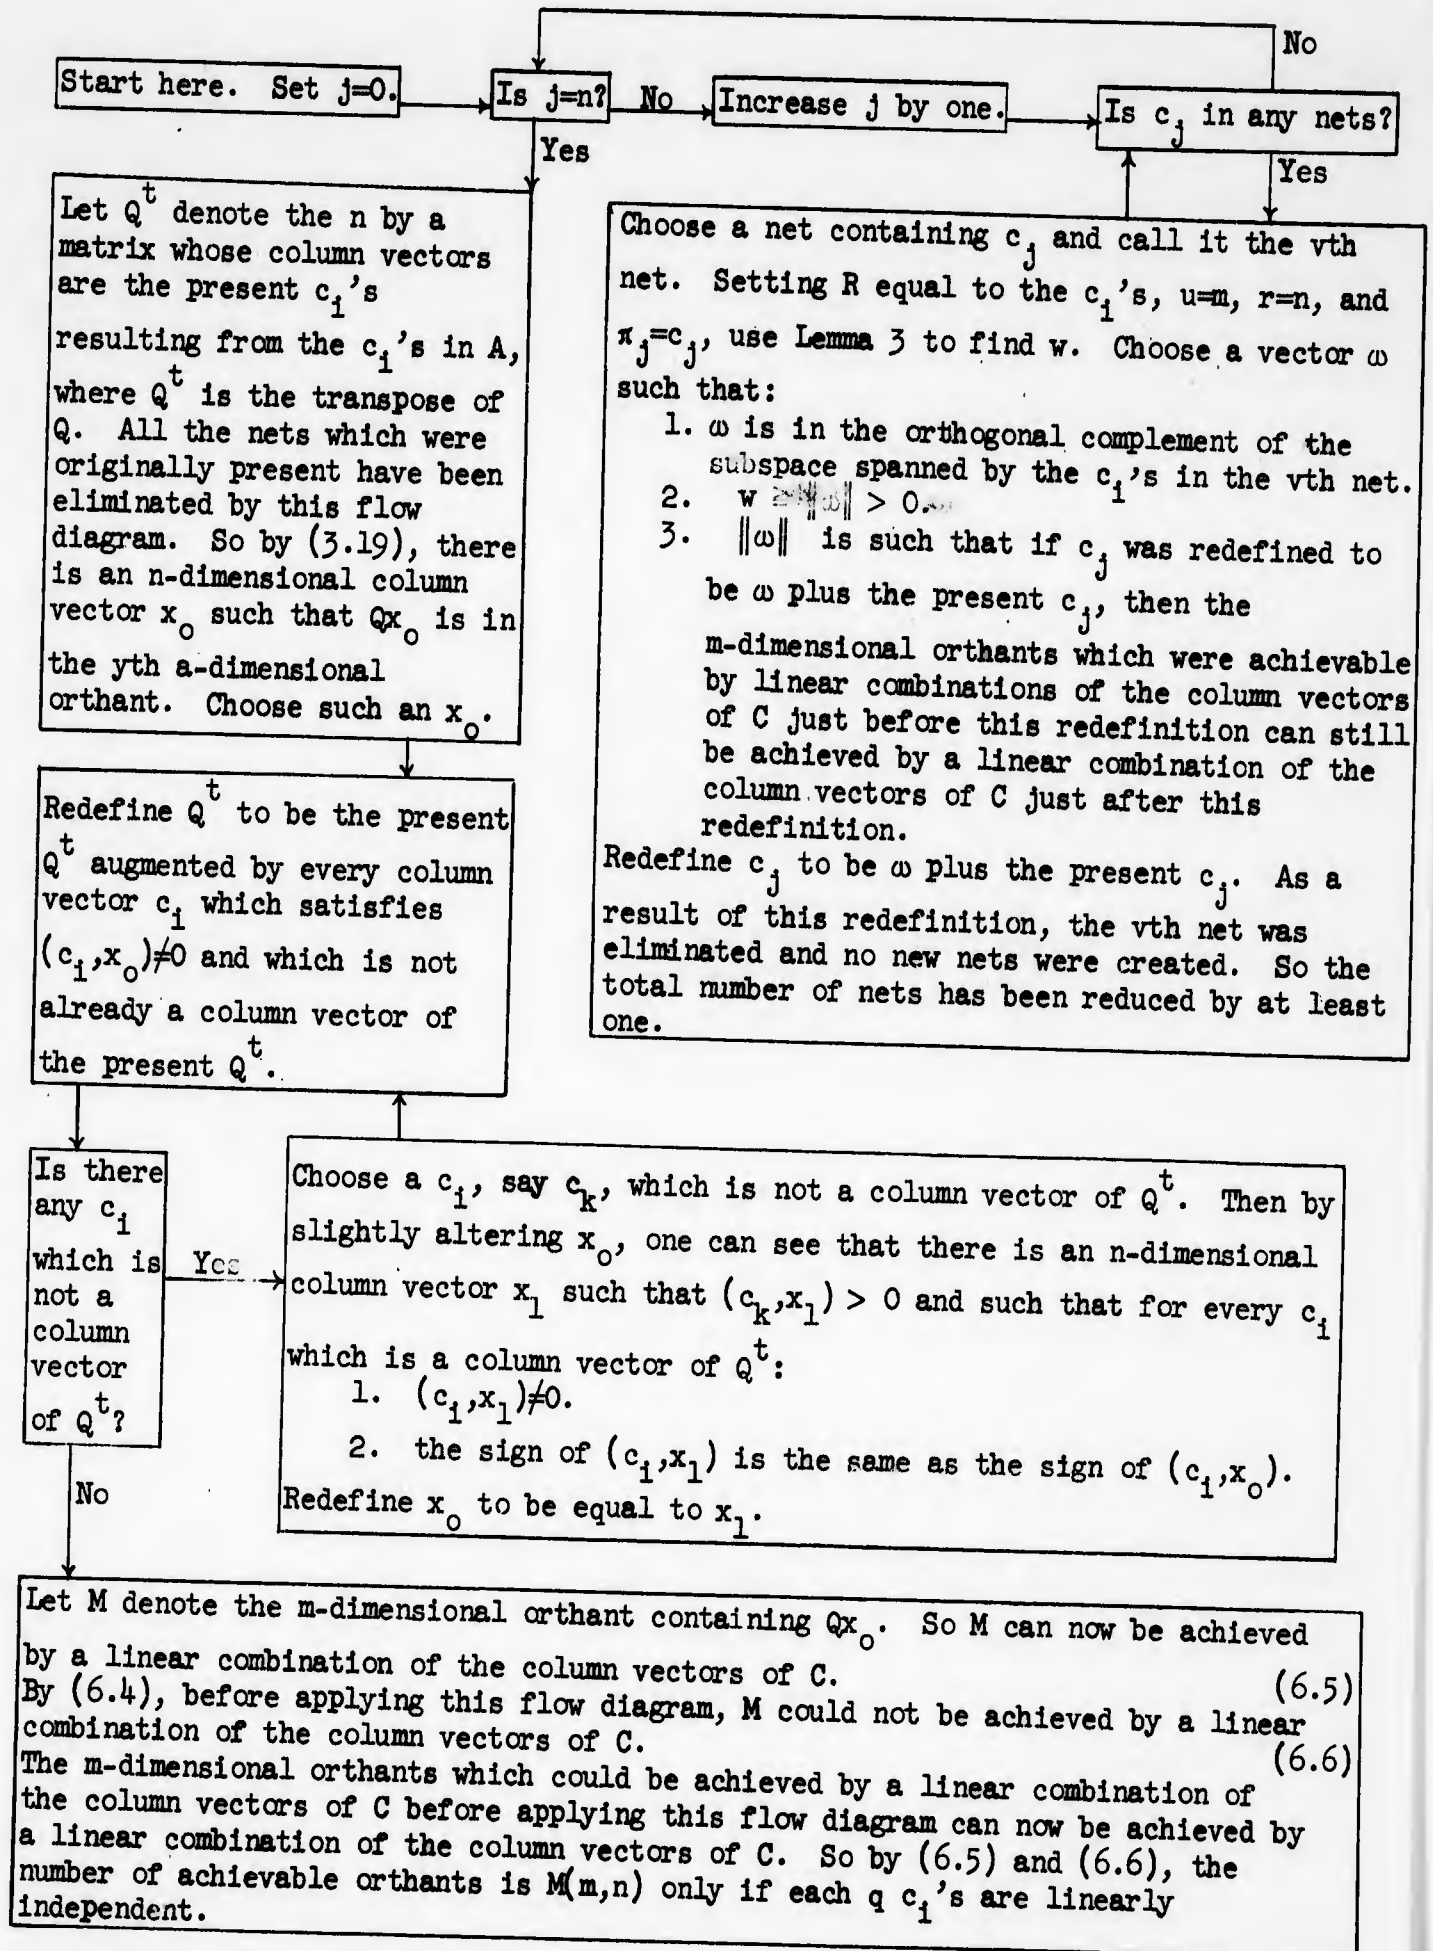 No
Start here. Set j=0.
Is j=n?
No
Increase j by one.
Is c_j in any nets?
Yes
Yes
Let Q^t denote the n by a
matrix whose column vectors
are the present c_i's
resulting from the c_i's in A,
where Q^t is the transpose of
Q. All the nets which were
originally present have been
eliminated by this flow
diagram. So by (3.19), there
is an n-dimensional column
vector x_o such that Qx_o is in
the yth a-dimensional
orthant. Choose such an x_o.
Choose a net containing c_j and call it the vth
net. Setting R equal to the c_i's, u=m, r=n, and
π_j=c_j, use Lemma 3 to find w. Choose a vector ω
such that:
1. ω is in the orthogonal complement of the
subspace spanned by the c_i's in the vth net.
2. w ≥ ‖ω‖ > 0.
3. ‖ω‖ is such that if c_j was redefined to
be ω plus the present c_j, then the
m-dimensional orthants which were achievable
by linear combinations of the column vectors
of C just before this redefinition can still
be achieved by a linear combination of the
column vectors of C just after this
redefinition.
Redefine c_j to be ω plus the present c_j. As a
result of this redefinition, the vth net was
eliminated and no new nets were created. So the
total number of nets has been reduced by at least
one.
Redefine Q^t to be the present
Q^t augmented by every column
vector c_i which satisfies
(c_i,x_o)≠0 and which is not
already a column vector of
the present Q^t.
Is there
any c_i
which is
not a
column
vector
of Q^t?
Yes
No
Choose a c_i, say c_k, which is not a column vector of Q^t. Then by
slightly altering x_o, one can see that there is an n-dimensional
column vector x_1 such that (c_k,x_1) > 0 and such that for every c_i
which is a column vector of Q^t:
1. (c_i,x_1)≠0.
2. the sign of (c_i,x_1) is the same as the sign of (c_i,x_o).
Redefine x_o to be equal to x_1.
Let M denote the m-dimensional orthant containing Qx_o. So M can now be achieved
by a linear combination of the column vectors of C. (6.5)
By (6.4), before applying this flow diagram, M could not be achieved by a linear
combination of the column vectors of C. (6.6)
The m-dimensional orthants which could be achieved by a linear combination of
the column vectors of C before applying this flow diagram can now be achieved by
a linear combination of the column vectors of C. So by (6.5) and (6.6), the
number of achievable orthants is M(m,n) only if each q c_i's are linearly
independent.